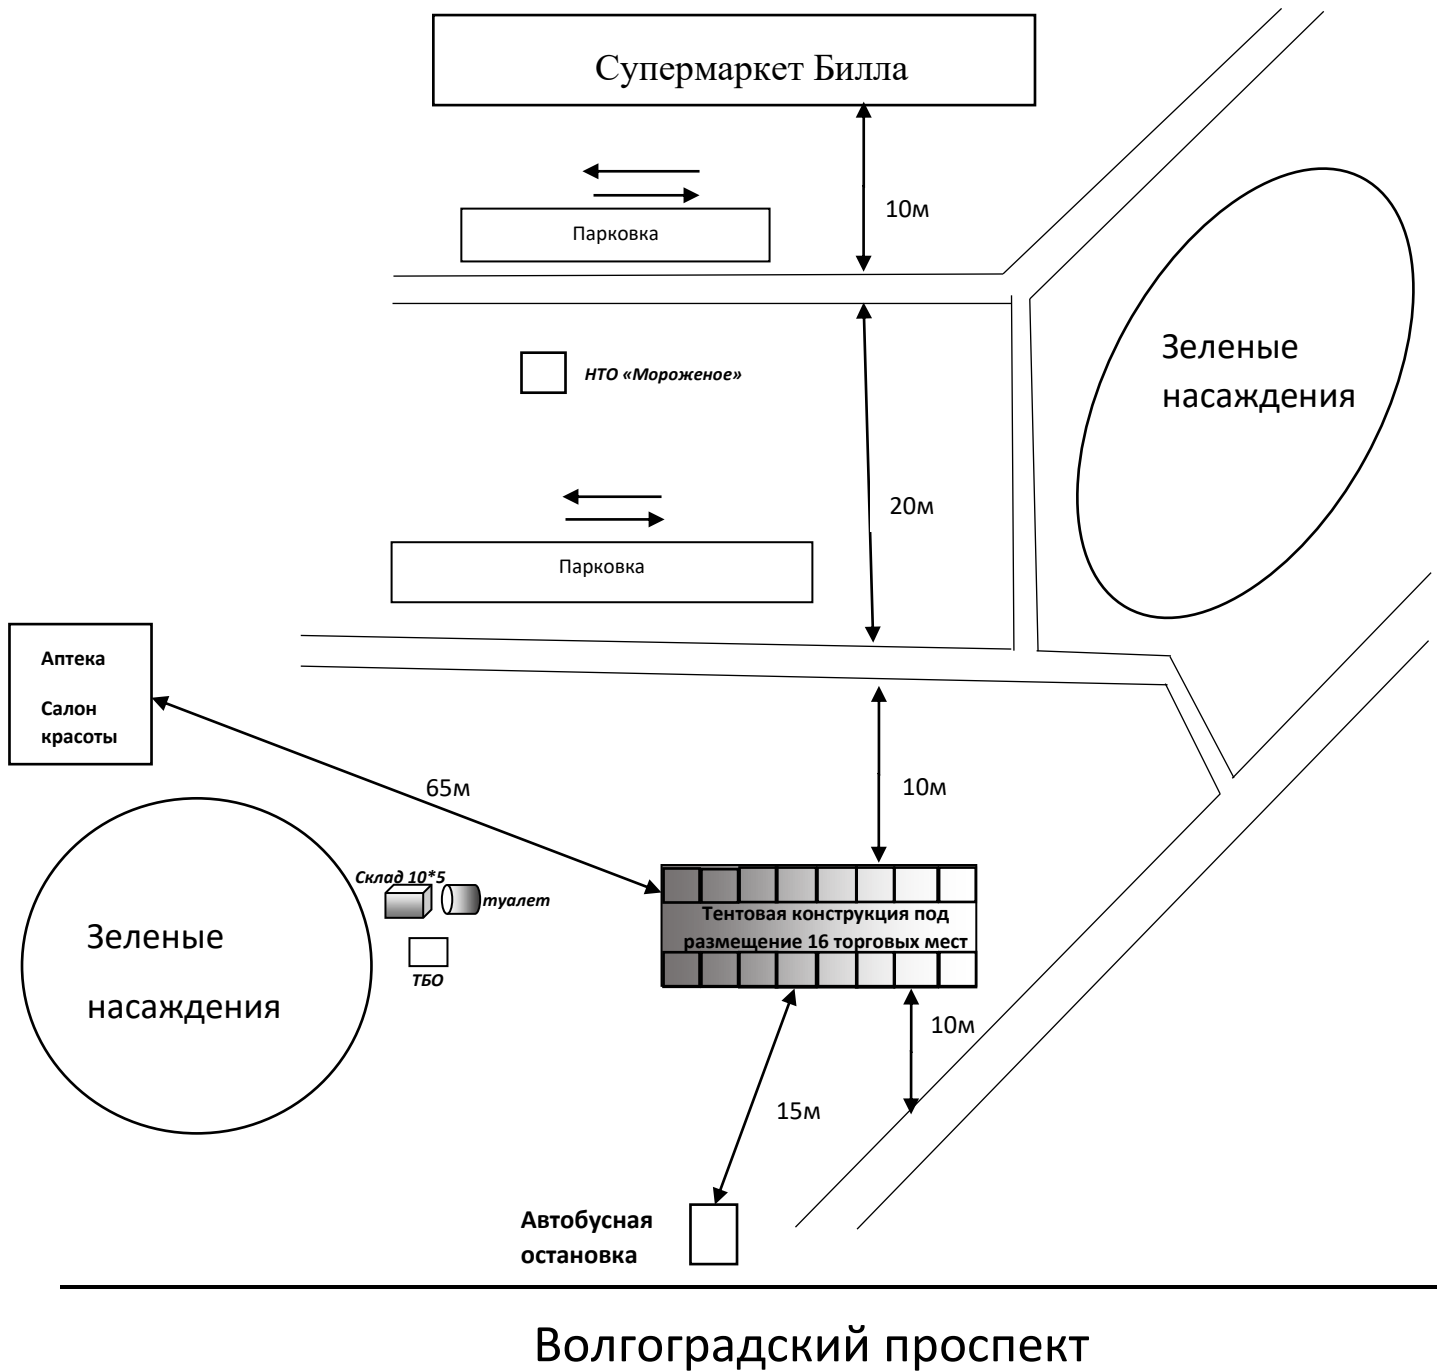 Супермаркет Билла
10м
Парковка
НТО «Мороженое»
Зеленые
насаждения
20м
Парковка
Аптека
Салон
красоты
65м
10м
Склад 10*5
туалет
ТБО
Зеленые
насаждения
Тентовая конструкция под
размещение 16 торговых мест
10м
15м
Автобусная
остановка
Волгоградский проспект